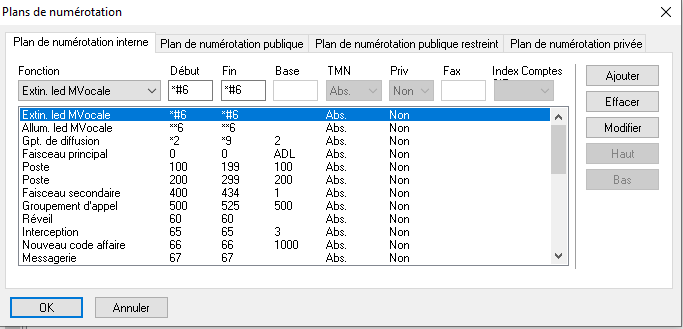 Plans de numérotation
Plan de numérotation interne Plan de numérotation publique Plan de numérotation publique restreint Plan de numérotation privée
Fonction Début Fin Base TMN Priv Fax Index Comptes
Extin. led MVocale *#6 *#6 Abs. Non
Extin. led MVocale *#6 *#6 Abs. Non
Allum. led MVocale **6 **6 Abs. Non
Gpt. de diffusion *2 *9 2 Abs. Non
Faisceau principal 0 0 ADL Abs. Non
Poste 100 199 100 Abs. Non
Poste 200 299 200 Abs. Non
Faisceau secondaire 400 434 1 Abs. Non
Groupement d'appel 500 525 500 Abs. Non
Réveil 60 60 Abs. Non
Interception 65 65 3 Abs. Non
Nouveau code affaire 66 66 1000 Abs. Non
Messagerie 67 67 Abs. Non
Ajouter
Effacer
Modifier
Haut
Bas
OK Annuler